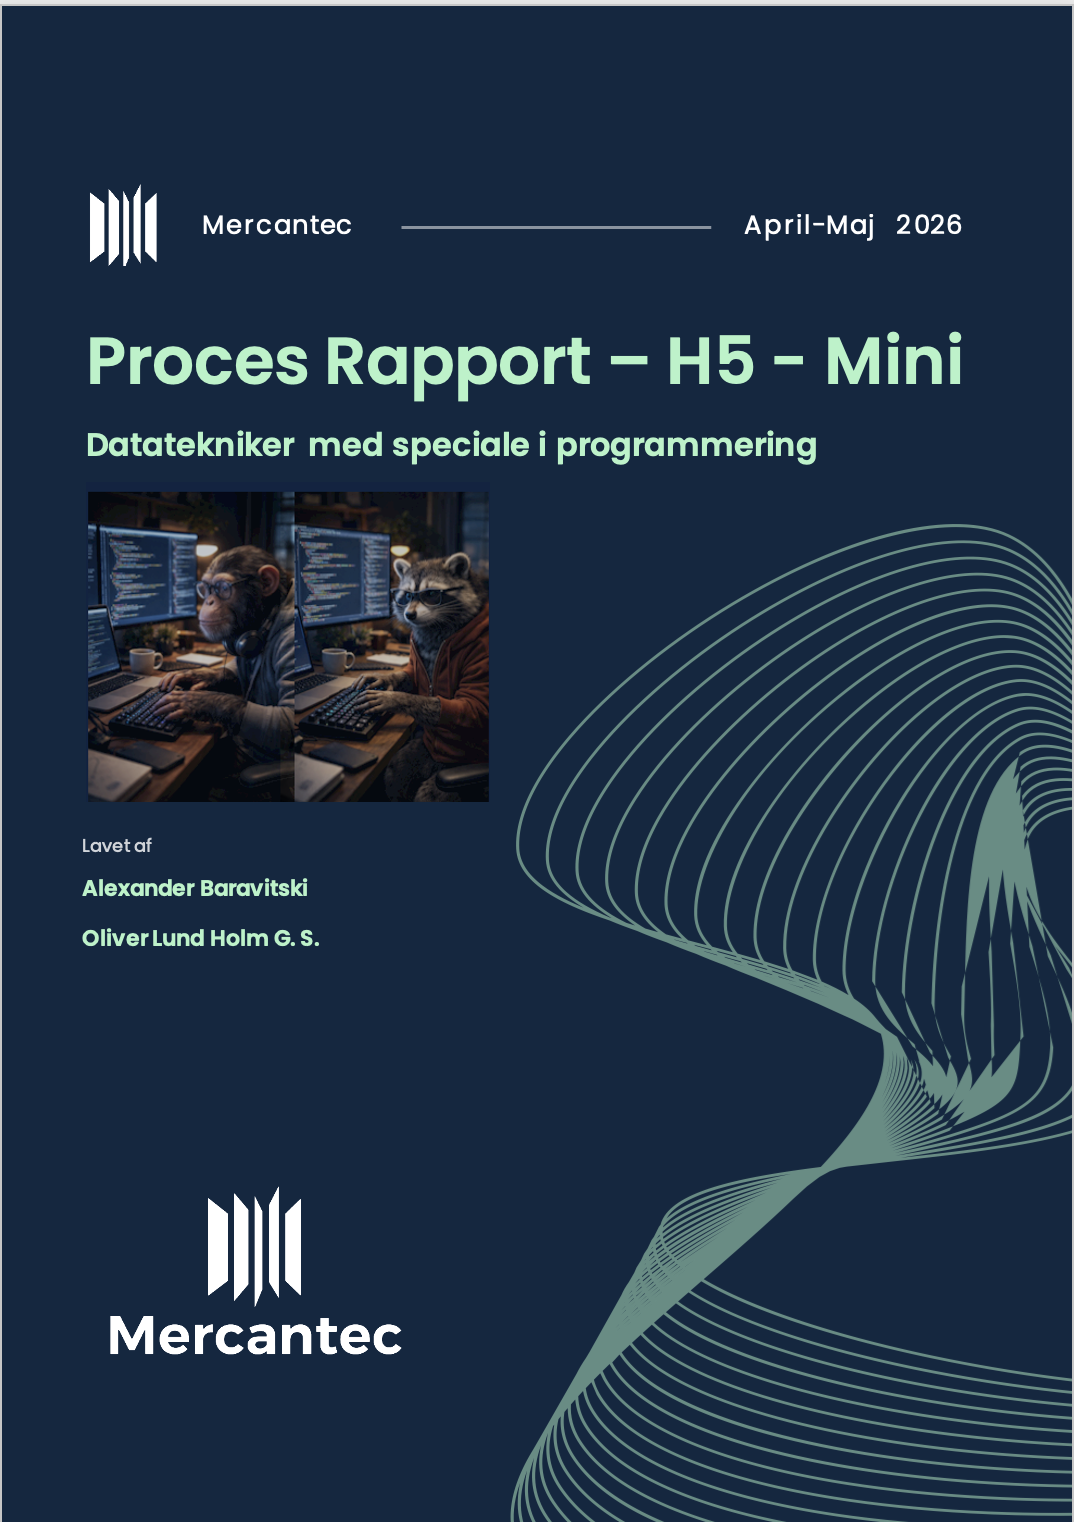 Mercantec
April-Maj 2026
Proces Rapport – H5 - Mini
Datatekniker med speciale i programmering
Lavet af
Alexander Baravitski
Oliver Lund Holm G. S.
Mercantec